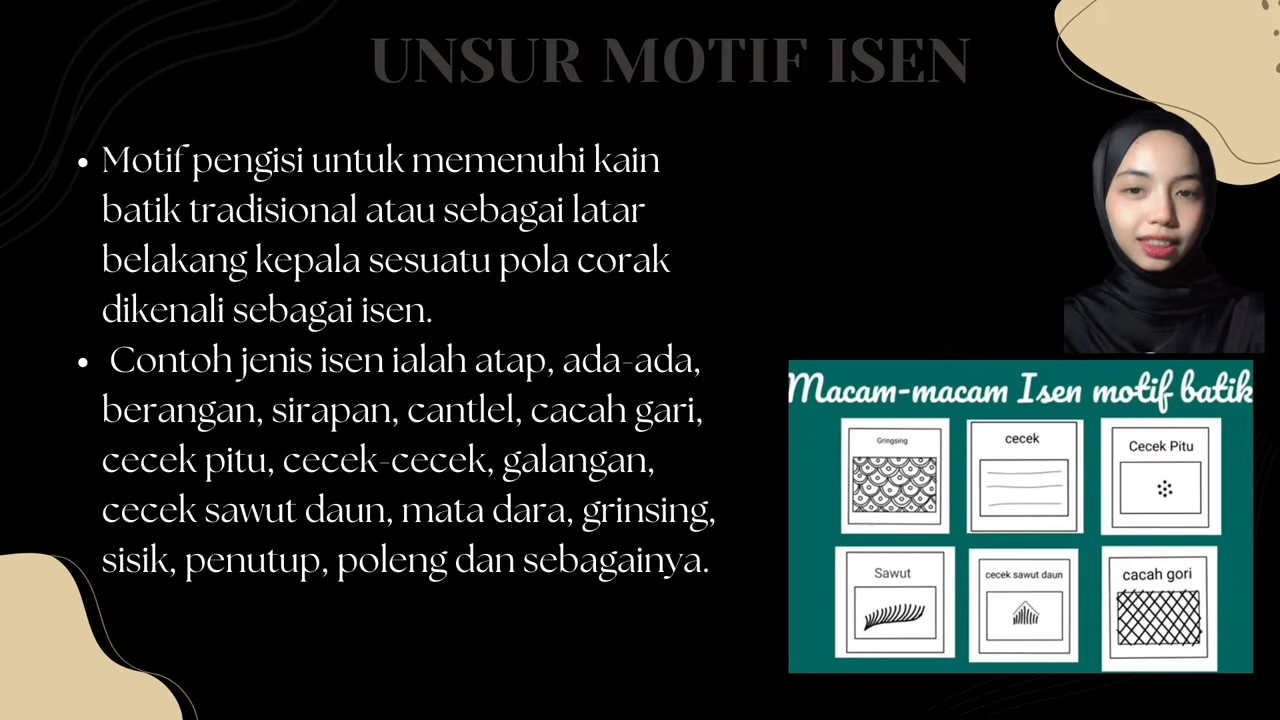 UNSUR MOTIF ISEN
• Motif pengisi untuk memenuhi kain
batik tradisional atau sebagai latar
belakang kepala sesuatu pola corak
dikenali sebagai isen.
• Contoh jenis isen ialah atap, ada-ada,
berangan, sirapan, cantlel, cacah gari,
cecek pitu, cecek-cecek, galangan,
cecek sawut daun, mata dara, grinsing,
sisik, penutup, poleng dan sebagainya.
Macam-macam Isen motif batik
Gringsing
cecek
Cecek Pitu
Sawut
cecek sawut daun
cacah gori